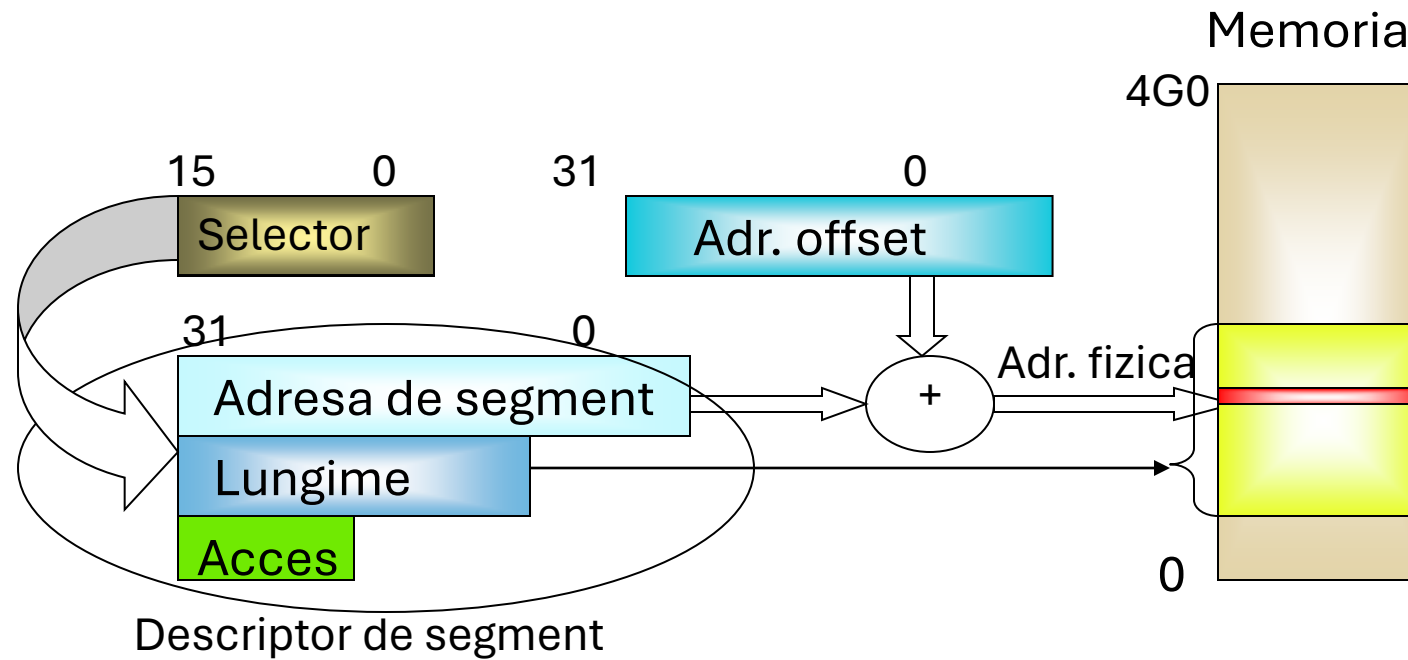 Memoria
4G0
15 0 31 0
Selector Adr. offset
31 0
Adr. fizica
Adresa de segment +
Lungime
Acces
0
Descriptor de segment